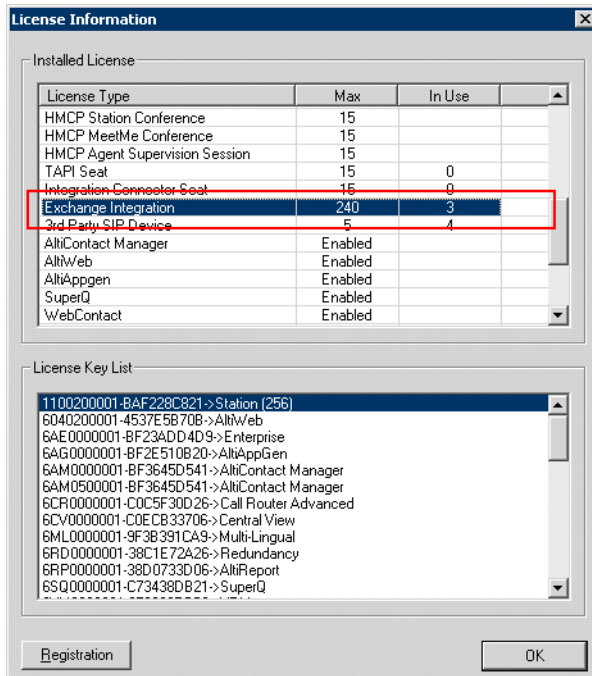 License Information
Installed License
License Type Max In Use
HMCP Station Conference 15
HMCP MeetMe Conference 15
HMCP Agent Supervision Session 15
TAPI Seat 15 0
Integration Connector Seat 15 0
Exchange Integration 240 3
3rd Party SIP Device 5 4
AltiContact Manager Enabled
AltiWeb Enabled
AltiAppgen Enabled
SuperQ Enabled
WebContact Enabled
License Key List
1100200001-BAF228C821->Station (256)
6040200001-4537E5B70B->AltiWeb
6AE0000001-BF23ADD4D9->Enterprise
6AG0000001-BF2E510B20->AltiAppGen
6AM0000001-BF3645D541->AltiContact Manager
6AM0500001-BF3645D541->AltiContact Manager
6CR0000001-C0C5F30D26->Call Router Advanced
6CV0000001-C0ECB33706->Central View
6ML0000001-9F3B391CA9->Multi-Lingual
6RD0000001-38C1E72A26->Redundancy
6RP0000001-38D0733D06->AltiReport
6SQ0000001-C73438DB21->SuperQ
Registration OK